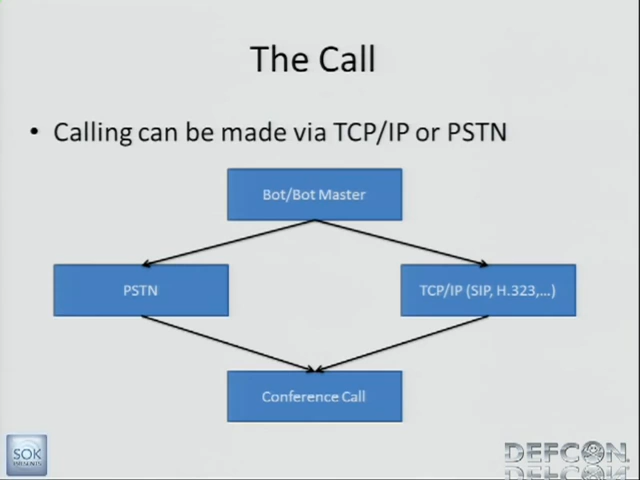 The Call
• Calling can be made via TCP/IP or PSTN
Bot/Bot Master
PSTN
TCP/IP (SIP, H.323,...)
Conference Call
SOK
PRESENTS
DEFCON